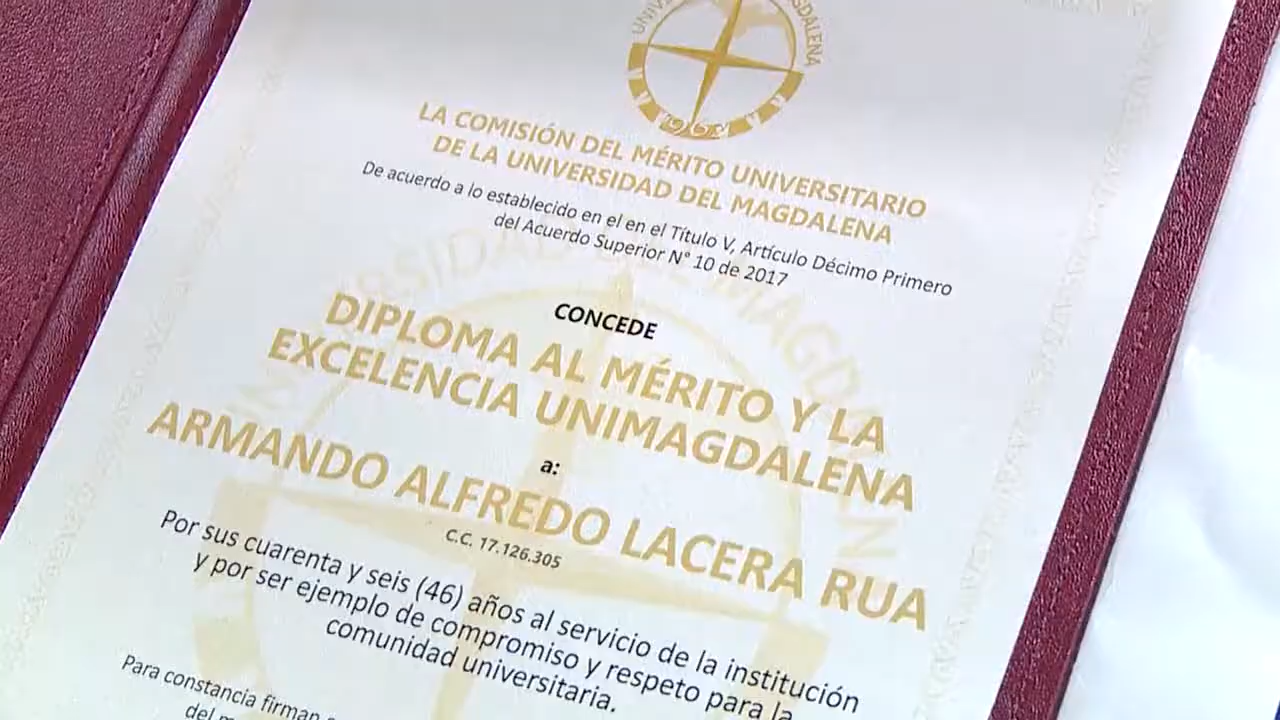 1962
LA COMISIÓN DEL MÉRITO UNIVERSITARIO
DE LA UNIVERSIDAD DEL MAGDALENA
De acuerdo a lo establecido en el en el Título V, Artículo Décimo Primero
del Acuerdo Superior N° 10 de 2017
CONCEDE
DIPLOMA AL MÉRITO Y LA
EXCELENCIA UNIMAGDALENA
a:
ARMANDO ALFREDO LACERA RUA
C.C. 17.126.305
Por sus cuarenta y seis (46) años al servicio de la institución
y por ser ejemplo de compromiso y respeto para la
comunidad universitaria.
Para constancia firman